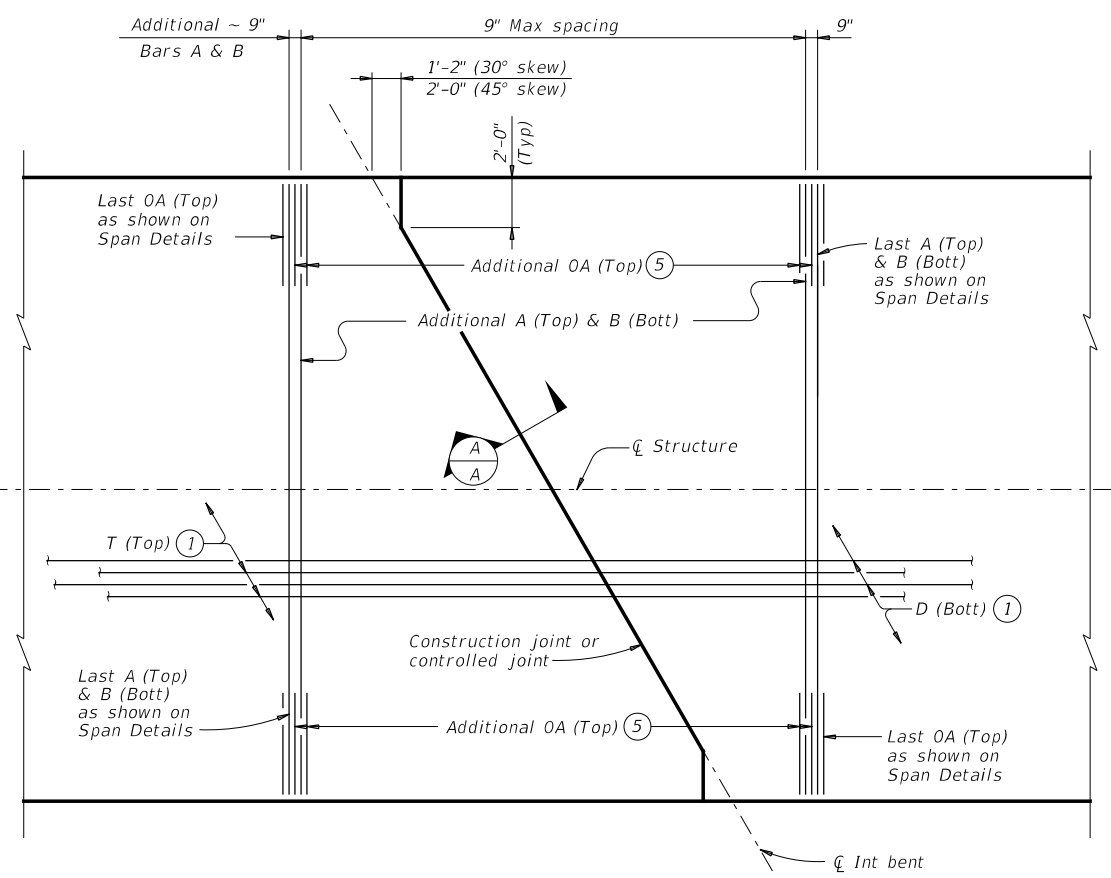 Additional ~ 9"
Bars A & B
9" Max spacing
9"
1'-2" (30° skew)
2'-0" (45° skew)
2'-0"
(Typ)
Last OA (Top)
as shown on
Span Details
Additional OA (Top) 5
Last A (Top)
& B (Bott)
as shown on
Span Details
Additional A (Top) & B (Bott)
A
A
℄ Structure
T (Top) 1
D (Bott) 1
Construction joint or
controlled joint
Last A (Top)
& B (Bott)
as shown on
Span Details
Additional OA (Top) 5
Last OA (Top)
as shown on
Span Details
℄ Int bent